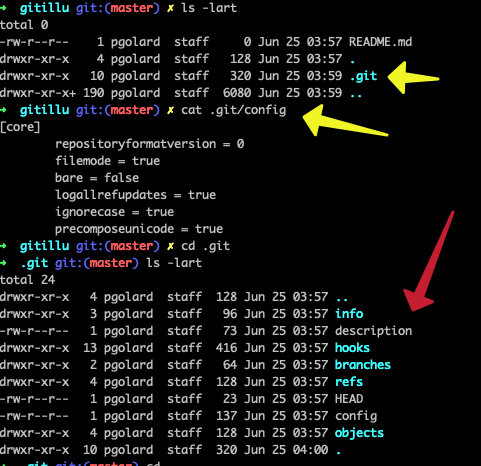 ➜  gitillu git:(master) ✗ ls -lart
total 0
-rw-r--r--    1 pgolard  staff     0 Jun 25 03:57 README.md
drwxr-xr-x    4 pgolard  staff   128 Jun 25 03:57 .
drwxr-xr-x   10 pgolard  staff   320 Jun 25 03:59 .git
drwxr-xr-x+ 190 pgolard  staff  6080 Jun 25 03:59 ..
➜  gitillu git:(master) ✗ cat .git/config
[core]
        repositoryformatversion = 0
        filemode = true
        bare = false
        logallrefupdates = true
        ignorecase = true
        precomposeunicode = true
➜  gitillu git:(master) ✗ cd .git
➜  .git git:(master) ls -lart
total 24
drwxr-xr-x   4 pgolard  staff  128 Jun 25 03:57 ..
drwxr-xr-x   3 pgolard  staff   96 Jun 25 03:57 info
-rw-r--r--   1 pgolard  staff   73 Jun 25 03:57 description
drwxr-xr-x  13 pgolard  staff  416 Jun 25 03:57 hooks
drwxr-xr-x   2 pgolard  staff   64 Jun 25 03:57 branches
drwxr-xr-x   4 pgolard  staff  128 Jun 25 03:57 refs
-rw-r--r--   1 pgolard  staff   23 Jun 25 03:57 HEAD
-rw-r--r--   1 pgolard  staff  137 Jun 25 03:57 config
drwxr-xr-x   4 pgolard  staff  128 Jun 25 03:57 objects
drwxr-xr-x  10 pgolard  staff  320 Jun 25 04:00 .